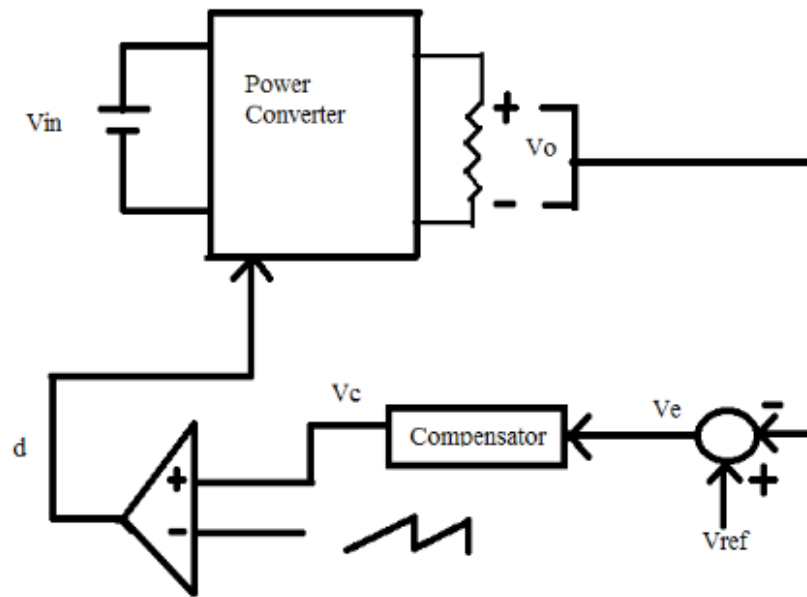 Power
Converter
Vin
+
Vo
-
Vc
Ve
-
Compensator
d
+
+
-
Vref